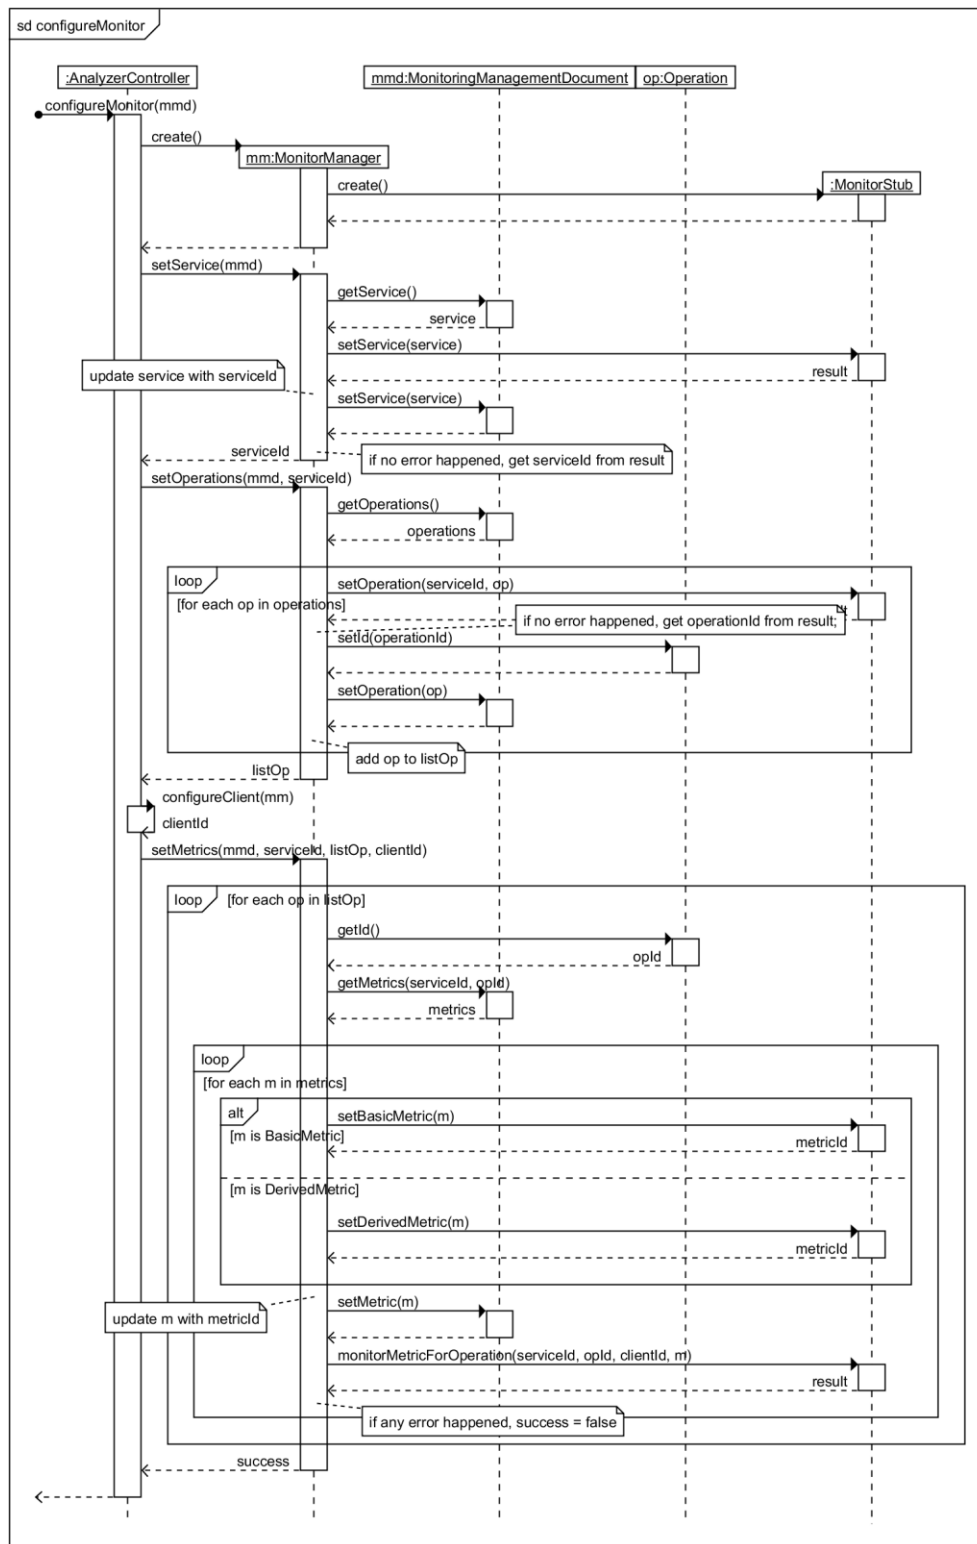 sd configureMonitor
:AnalyzerController
mmd:MonitoringManagementDocument
op:Operation
configureMonitor(mmd)
create()
mm:MonitorManager
create()
:MonitorStub
setService(mmd)
getService()
service
setService(service)
result
update service with serviceId
setService(service)
serviceId
if no error happened, get serviceId from result
setOperations(mmd, serviceId)
getOperations()
operations
loop
setOperation(serviceId, op)
[for each op in operations]
if no error happened, get operationId from result;
setId(operationId)
setOperation(op)
add op to listOp
listOp
configureClient(mm)
clientId
setMetrics(mmd, serviceId, listOp, clientId)
loop
[for each op in listOp]
getId()
opId
getMetrics(serviceId, opId)
metrics
loop
[for each m in metrics]
alt
setBasicMetric(m)
[m is BasicMetric]
metricId
[m is DerivedMetric]
setDerivedMetric(m)
metricId
update m with metricId
setMetric(m)
monitorMetricForOperation(serviceId, opId, clientId, m)
result
if any error happened, success = false
success